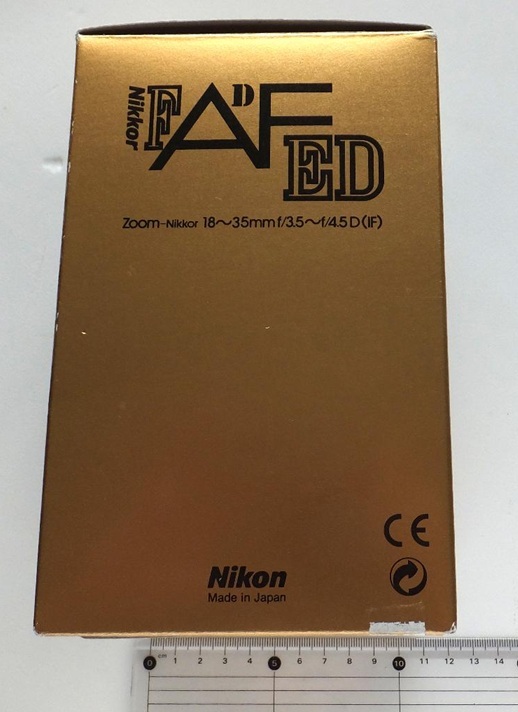 Nikkor F AF D
ED
Zoom-Nikkor 18～35mm f/3.5～f/4.5 D (IF)
CE
Nikon
Made in Japan
0 cm 1 2 3 4 5 6 7 8 9 10 11 12 13 14